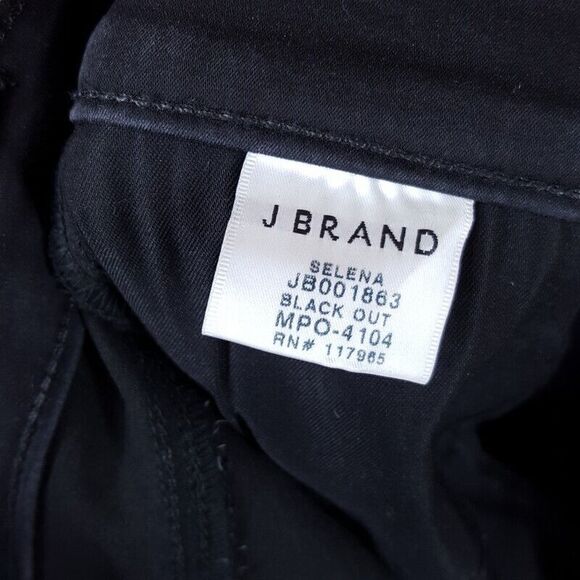 J BRAND
SELENA
JB001863
BLACK OUT
MPO-4104
RN# 117965